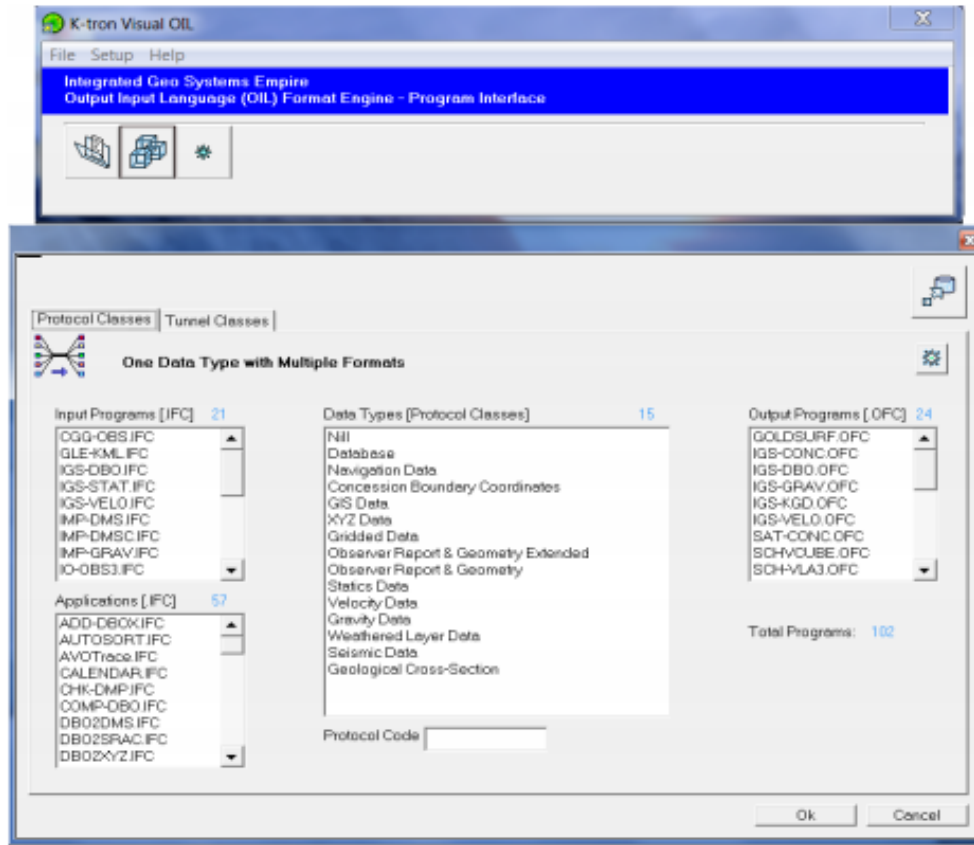 K-tron Visual OIL
File Setup Help
Integrated Geo Systems Empire
Output Input Language (OIL) Format Engine - Program Interface
Protocol Classes Tunnel Classes
One Data Type with Multiple Formats
Input Programs [.IFC] 21
CGG-OBS.IFC
GLE-KML.IFC
IGS-DBO.IFC
IGS-STAT.IFC
IGS-VELO.IFC
IMP-DMS.IFC
IMP-DMSC.IFC
IMP-GRAV.IFC
IO-OBS3.IFC
Applications [.IFC] 57
ADD-DBOX.IFC
AUTOSORT.IFC
AVOTrace.IFC
CALENDAR.IFC
CHK-DMP.IFC
COMP-DBO.IFC
DBO2DMS.IFC
DBO2SRAC.IFC
DBO2XYZ.IFC
Data Types [Protocol Classes] 15
Nill
Database
Navigation Data
Concession Boundary Coordinates
GIS Data
XYZ Data
Gridded Data
Observer Report & Geometry Extended
Observer Report & Geometry
Statics Data
Velocity Data
Gravity Data
Weathered Layer Data
Seismic Data
Geological Cross-Section
Protocol Code
Output Programs [.OFC] 24
GOLDSURF.OFC
IGS-CONC.OFC
IGS-DBO.OFC
IGS-GRAV.OFC
IGS-KGD.OFC
IGS-VELO.OFC
SAT-CONC.OFC
SCHVCUBE.OFC
SCH-VLA3.OFC
Total Programs: 102
Ok Cancel